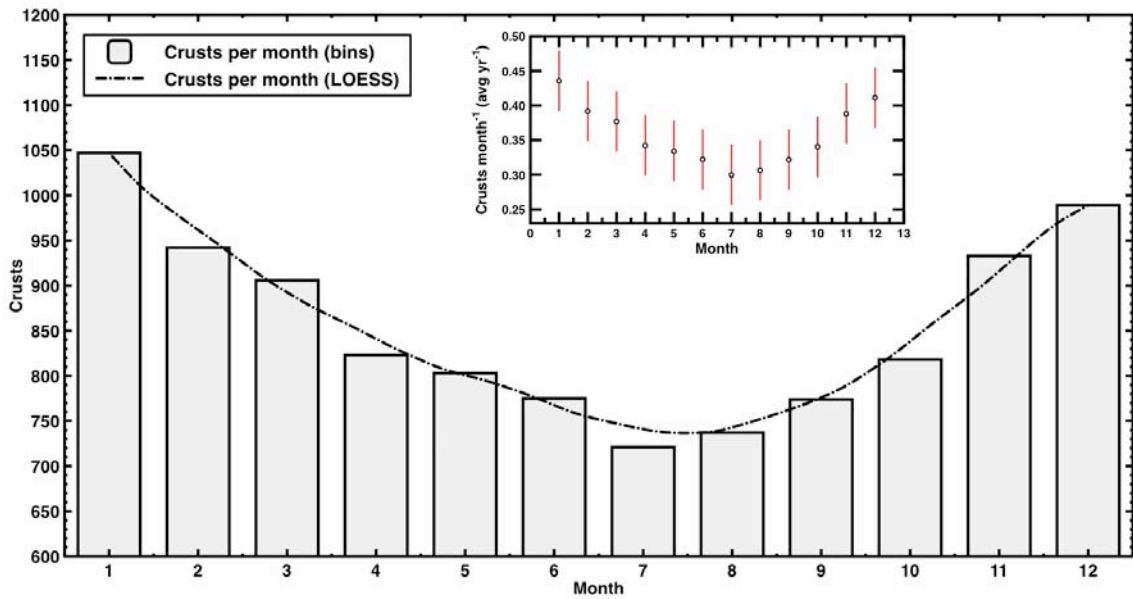 1200
1150
1100
1050
1000
950
900
850
800
750
700
650
600
Crusts
Crusts per month (bins)
Crusts per month (LOESS)
0.50
0.45
0.40
0.35
0.30
0.25
Crusts month⁻¹ (avg yr⁻¹)
0 1 2 3 4 5 6 7 8 9 10 11 12 13
Month
1 2 3 4 5 6 7 8 9 10 11 12
Month